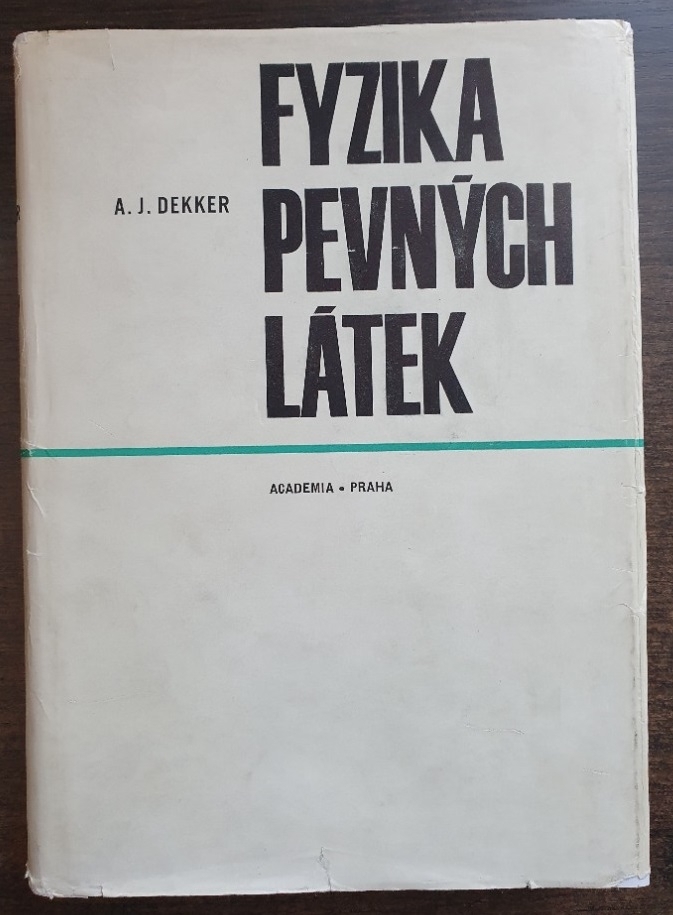 FYZIKA
A. J. DEKKER
PEVNÝCH
LÁTEK
ACADEMIA • PRAHA